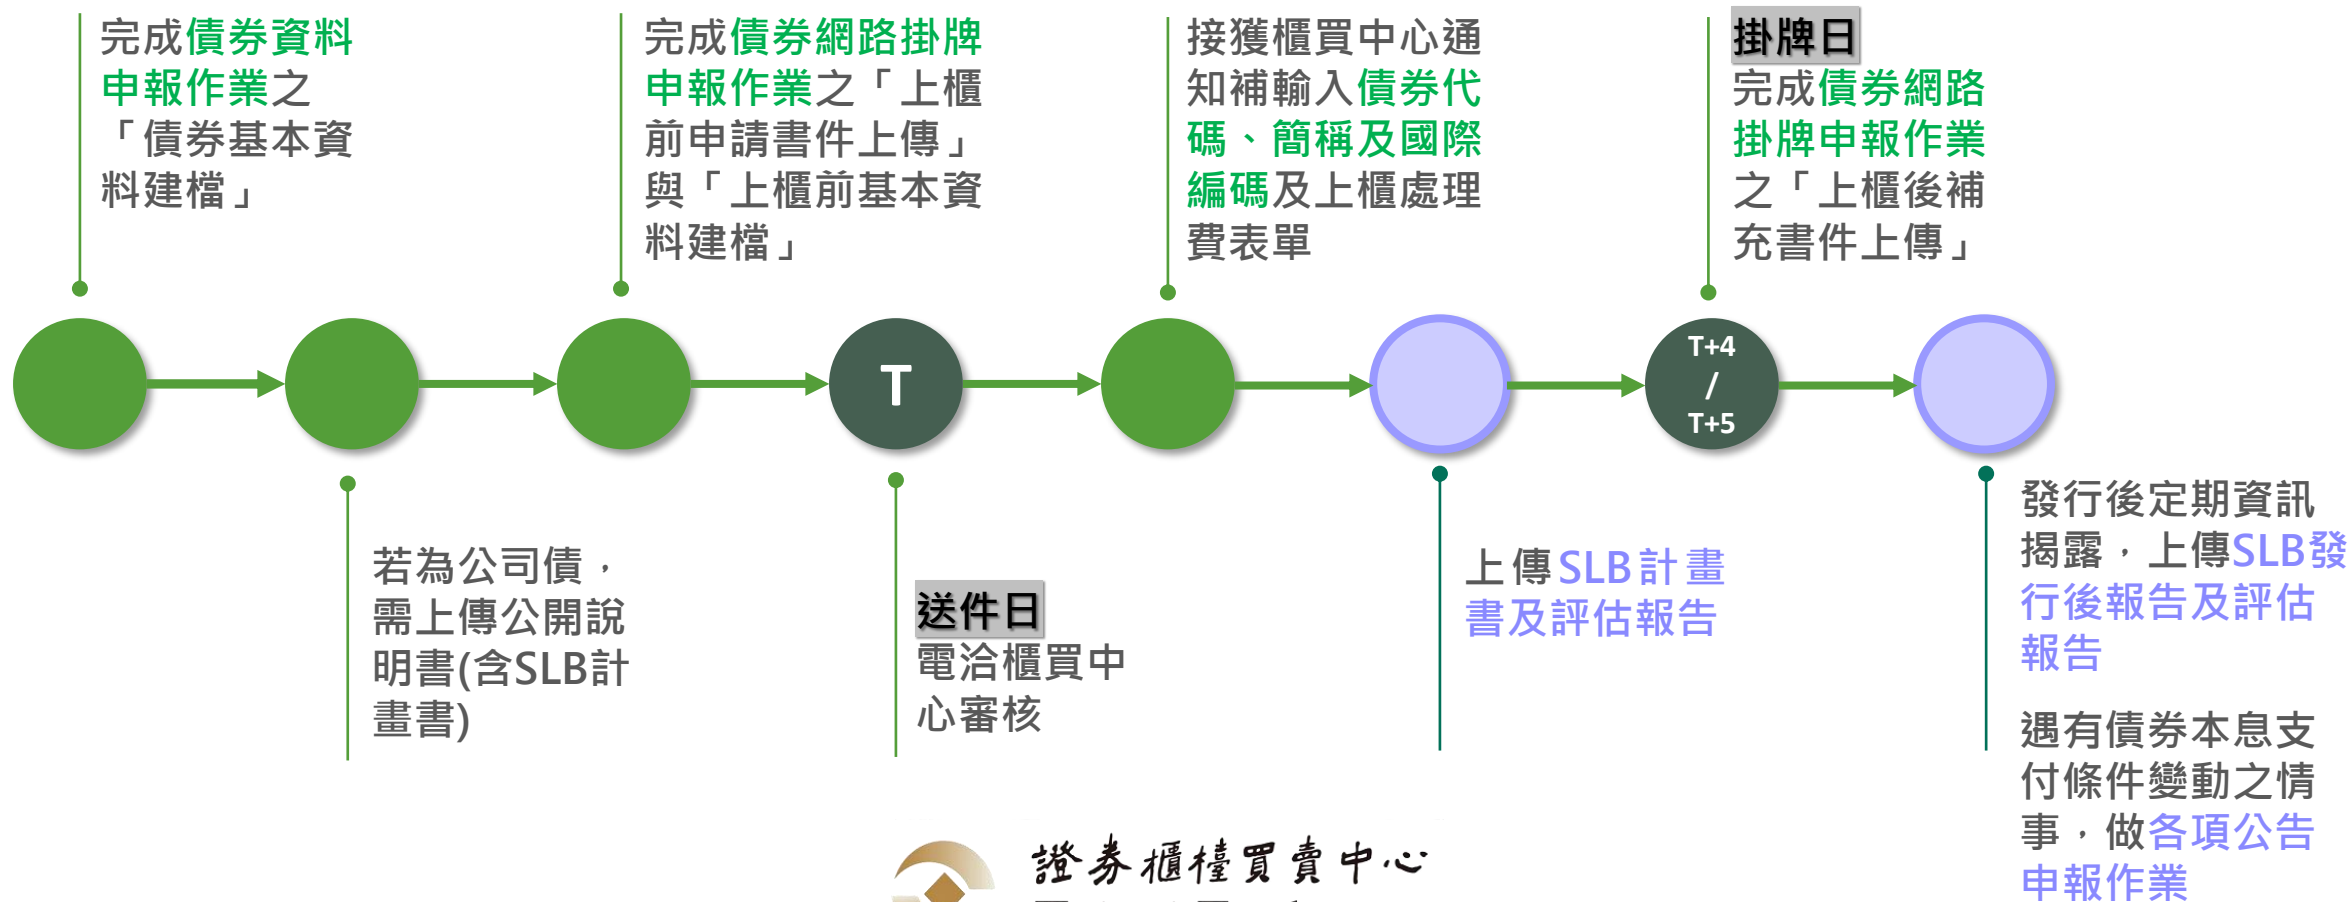 完成債券資料
申報作業之
「債券基本資
料建檔」
完成債券網路掛牌
申報作業之「上櫃
前申請書件上傳」
與「上櫃前基本資
料建檔」
接獲櫃買中心通
知補輸入債券代
碼、簡稱及國際
編碼及上櫃處理
費表單
掛牌日
完成債券網路
掛牌申報作業
之「上櫃後補
充書件上傳」
T
T+4
/
T+5
若為公司債，
需上傳公開說
明書(含SLB計
畫書)
送件日
電洽櫃買中
心審核
上傳SLB計畫
書及評估報告
發行後定期資訊
揭露，上傳SLB發
行後報告及評估
報告
遇有債券本息支
付條件變動之情
事，做各項公告
申報作業
證券櫃檯買賣中心